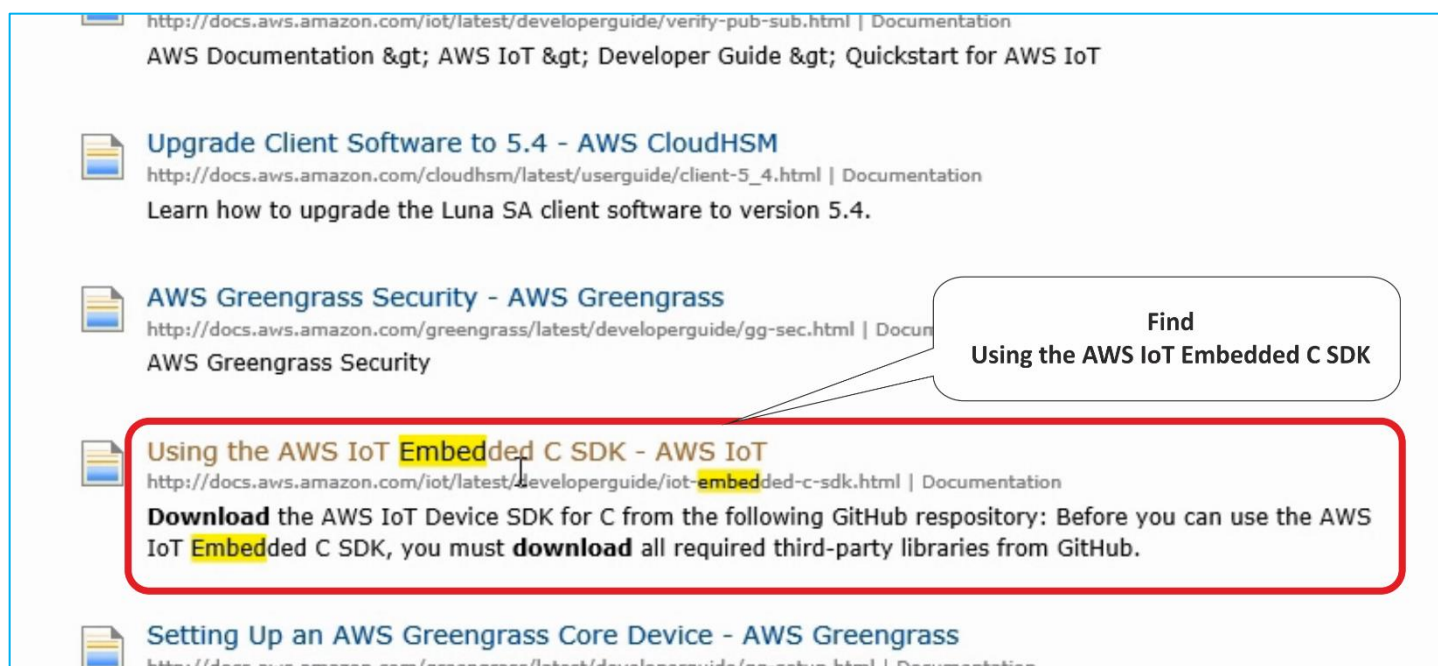 http://docs.aws.amazon.com/iot/latest/developerguide/verify-pub-sub.html | Documentation
AWS Documentation &gt; AWS IoT &gt; Developer Guide &gt; Quickstart for AWS IoT
Upgrade Client Software to 5.4 - AWS CloudHSM
http://docs.aws.amazon.com/cloudhsm/latest/userguide/client-5_4.html | Documentation
Learn how to upgrade the Luna SA client software to version 5.4.
AWS Greengrass Security - AWS Greengrass
http://docs.aws.amazon.com/greengrass/latest/developerguide/gg-sec.html | Docum
AWS Greengrass Security
Find
Using the AWS IoT Embedded C SDK
Using the AWS IoT Embedded C SDK - AWS IoT
http://docs.aws.amazon.com/iot/latest/developerguide/iot-embedded-c-sdk.html | Documentation
Download the AWS IoT Device SDK for C from the following GitHub respository: Before you can use the AWS
IoT Embedded C SDK, you must download all required third-party libraries from GitHub.
Setting Up an AWS Greengrass Core Device - AWS Greengrass